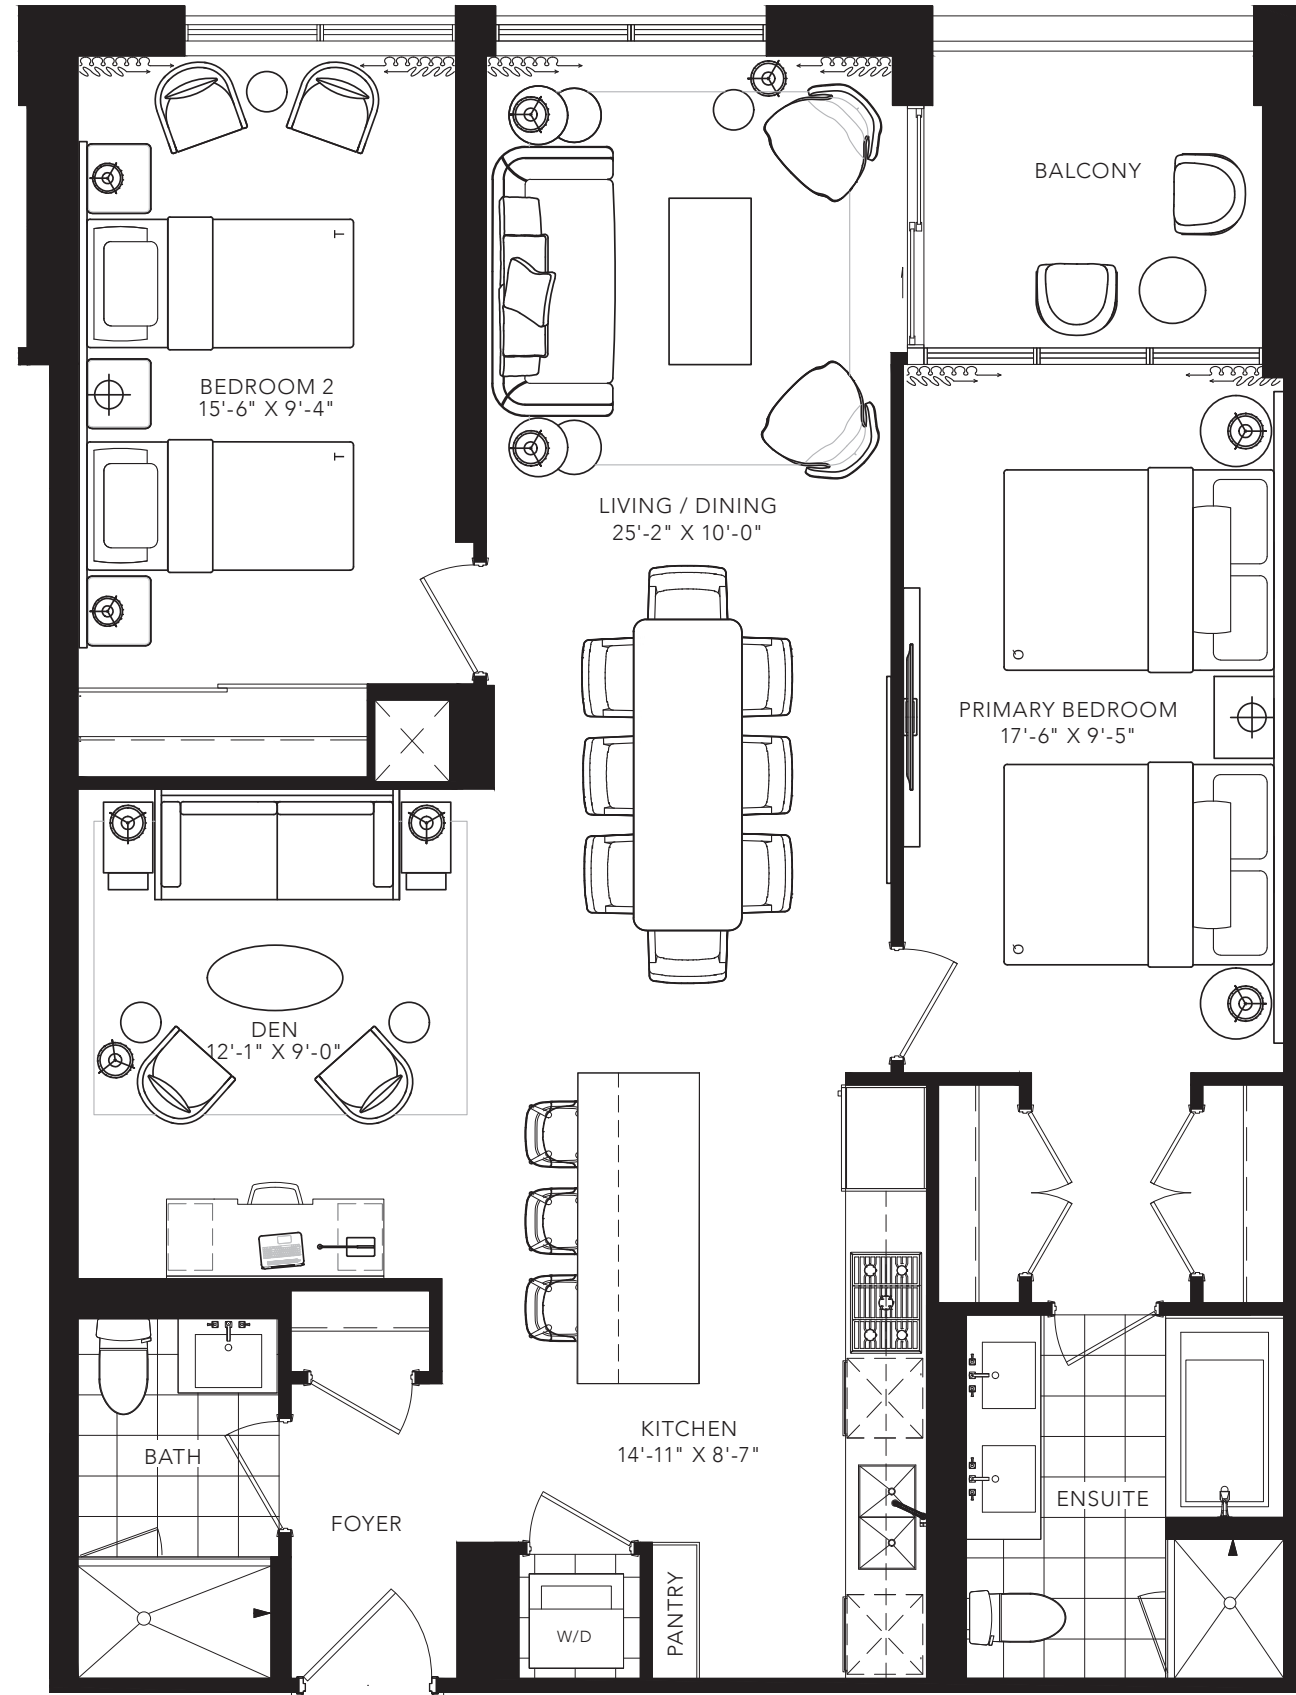 BALCONY
BEDROOM 2
15'-6" X 9'-4"
LIVING / DINING
25'-2" X 10'-0"
PRIMARY BEDROOM
17'-6" X 9'-5"
DEN
12'-1" X 9'-0"
KITCHEN
14'-11" X 8'-7"
BATH
ENSUITE
FOYER
PANTRY
W/D